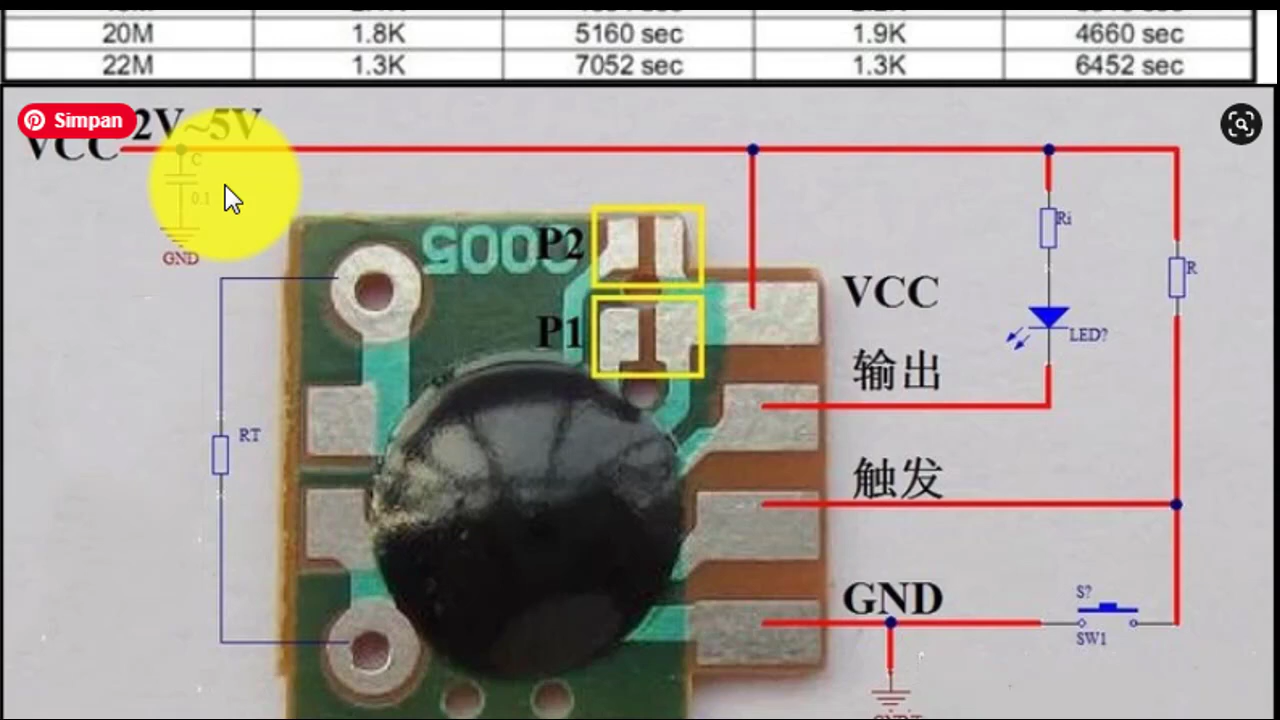 20M 1.8K 5160 sec 1.9K 4660 sec
22M 1.3K 7052 sec 1.3K 6452 sec
Simpan
2V~5V
VCC
C
0.1
GND
P2
C005
Ri
R
VCC
P1
LED?
输出
RT
触发
GND
S?
SW1